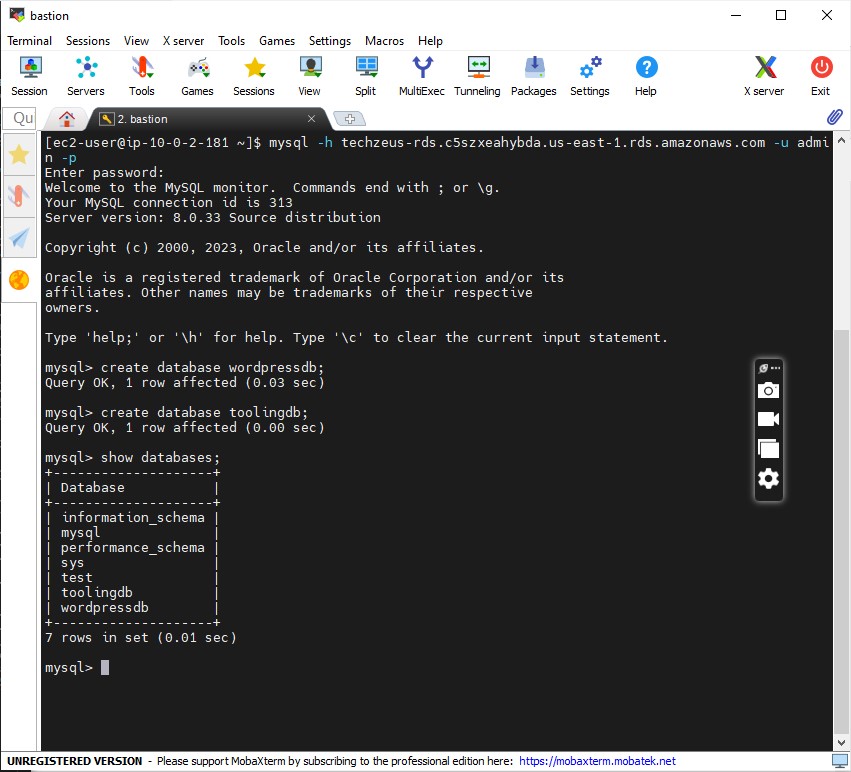 bastion
Terminal Sessions View X server Tools Games Settings Macros Help
Session Servers Tools Games Sessions View Split MultiExec Tunneling Packages Settings Help X server Exit
Qu
2. bastion
[ec2-user@ip-10-0-2-181 ~]$ mysql -h techzeus-rds.c5szxeahybda.us-east-1.rds.amazonaws.com -u admi
n -p
Enter password:
Welcome to the MySQL monitor.  Commands end with ; or \g.
Your MySQL connection id is 313
Server version: 8.0.33 Source distribution
Copyright (c) 2000, 2023, Oracle and/or its affiliates.
Oracle is a registered trademark of Oracle Corporation and/or its
affiliates. Other names may be trademarks of their respective
owners.
Type 'help;' or '\h' for help. Type '\c' to clear the current input statement.
mysql> create database wordpressdb;
Query OK, 1 row affected (0.03 sec)
mysql> create database toolingdb;
Query OK, 1 row affected (0.00 sec)
mysql> show databases;
+--------------------+
| Database           |
+--------------------+
| information_schema |
| mysql              |
| performance_schema |
| sys                |
| test               |
| toolingdb          |
| wordpressdb        |
+--------------------+
7 rows in set (0.01 sec)
mysql>
UNREGISTERED VERSION - Please support MobaXterm by subscribing to the professional edition here: https://mobaxterm.mobatek.net